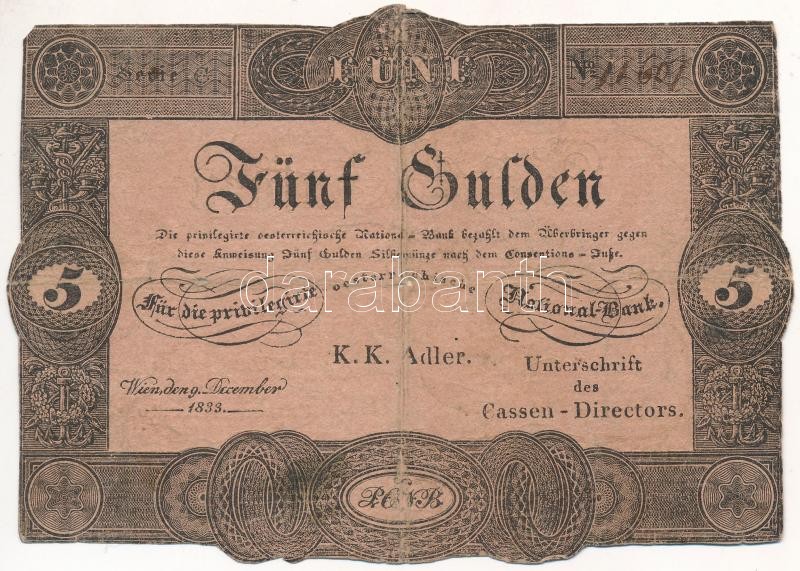 Serie C.
FÜNF
No. 11601
Fünf Gulden
Die privilegirte oesterreichische National-Bank bezahlt dem Überbringer gegen
diese Anweisung Fünf Gulden Silbermünze nach dem Conventions-Fuße.
5
Für die privilegirte oesterreichische National-Bank.
5
darabanth
K. K. Adler.
Unterschrift
des
Cassen - Directors.
Wien, den 9. December
1833.
P.Ö.N.B.